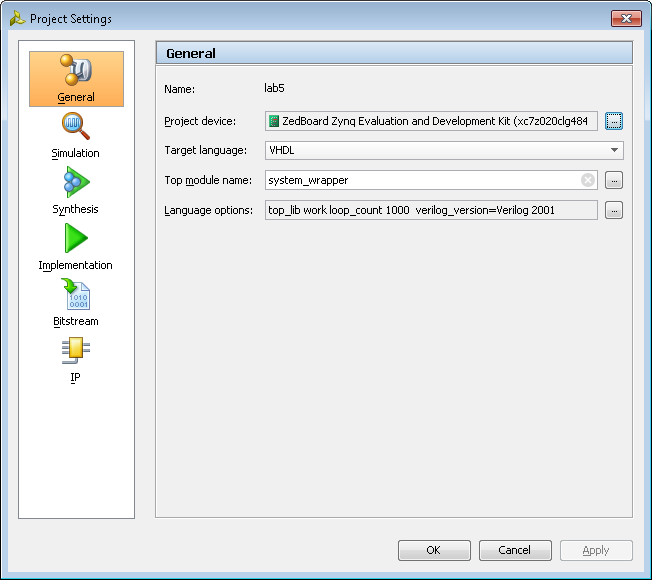 Project Settings
General
Simulation
Synthesis
Implementation
Bitstream
IP
General
Name: lab5
Project device: ZedBoard Zynq Evaluation and Development Kit (xc7z020clg484 ...
Target language: VHDL
Top module name: system_wrapper ...
Language options: top_lib work loop_count 1000 verilog_version=Verilog 2001 ...
OK Cancel Apply